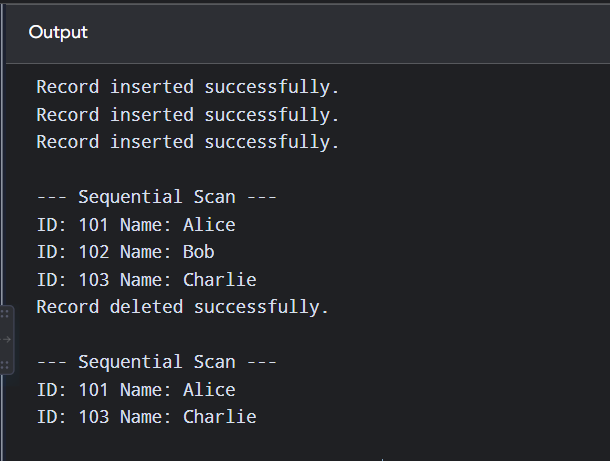 Output
Record inserted successfully.
Record inserted successfully.
Record inserted successfully.
--- Sequential Scan ---
ID: 101 Name: Alice
ID: 102 Name: Bob
ID: 103 Name: Charlie
Record deleted successfully.
--- Sequential Scan ---
ID: 101 Name: Alice
ID: 103 Name: Charlie